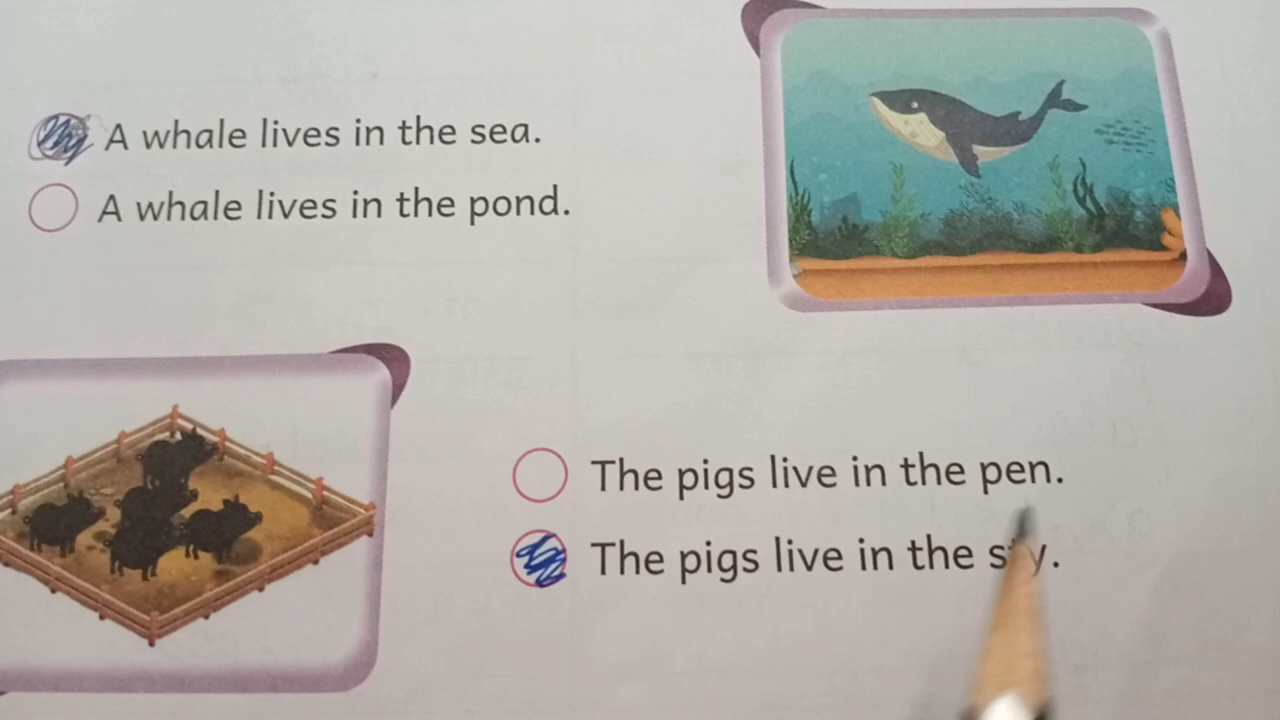 A whale lives in the sea.
A whale lives in the pond.
The pigs live in the pen.
The pigs live in the